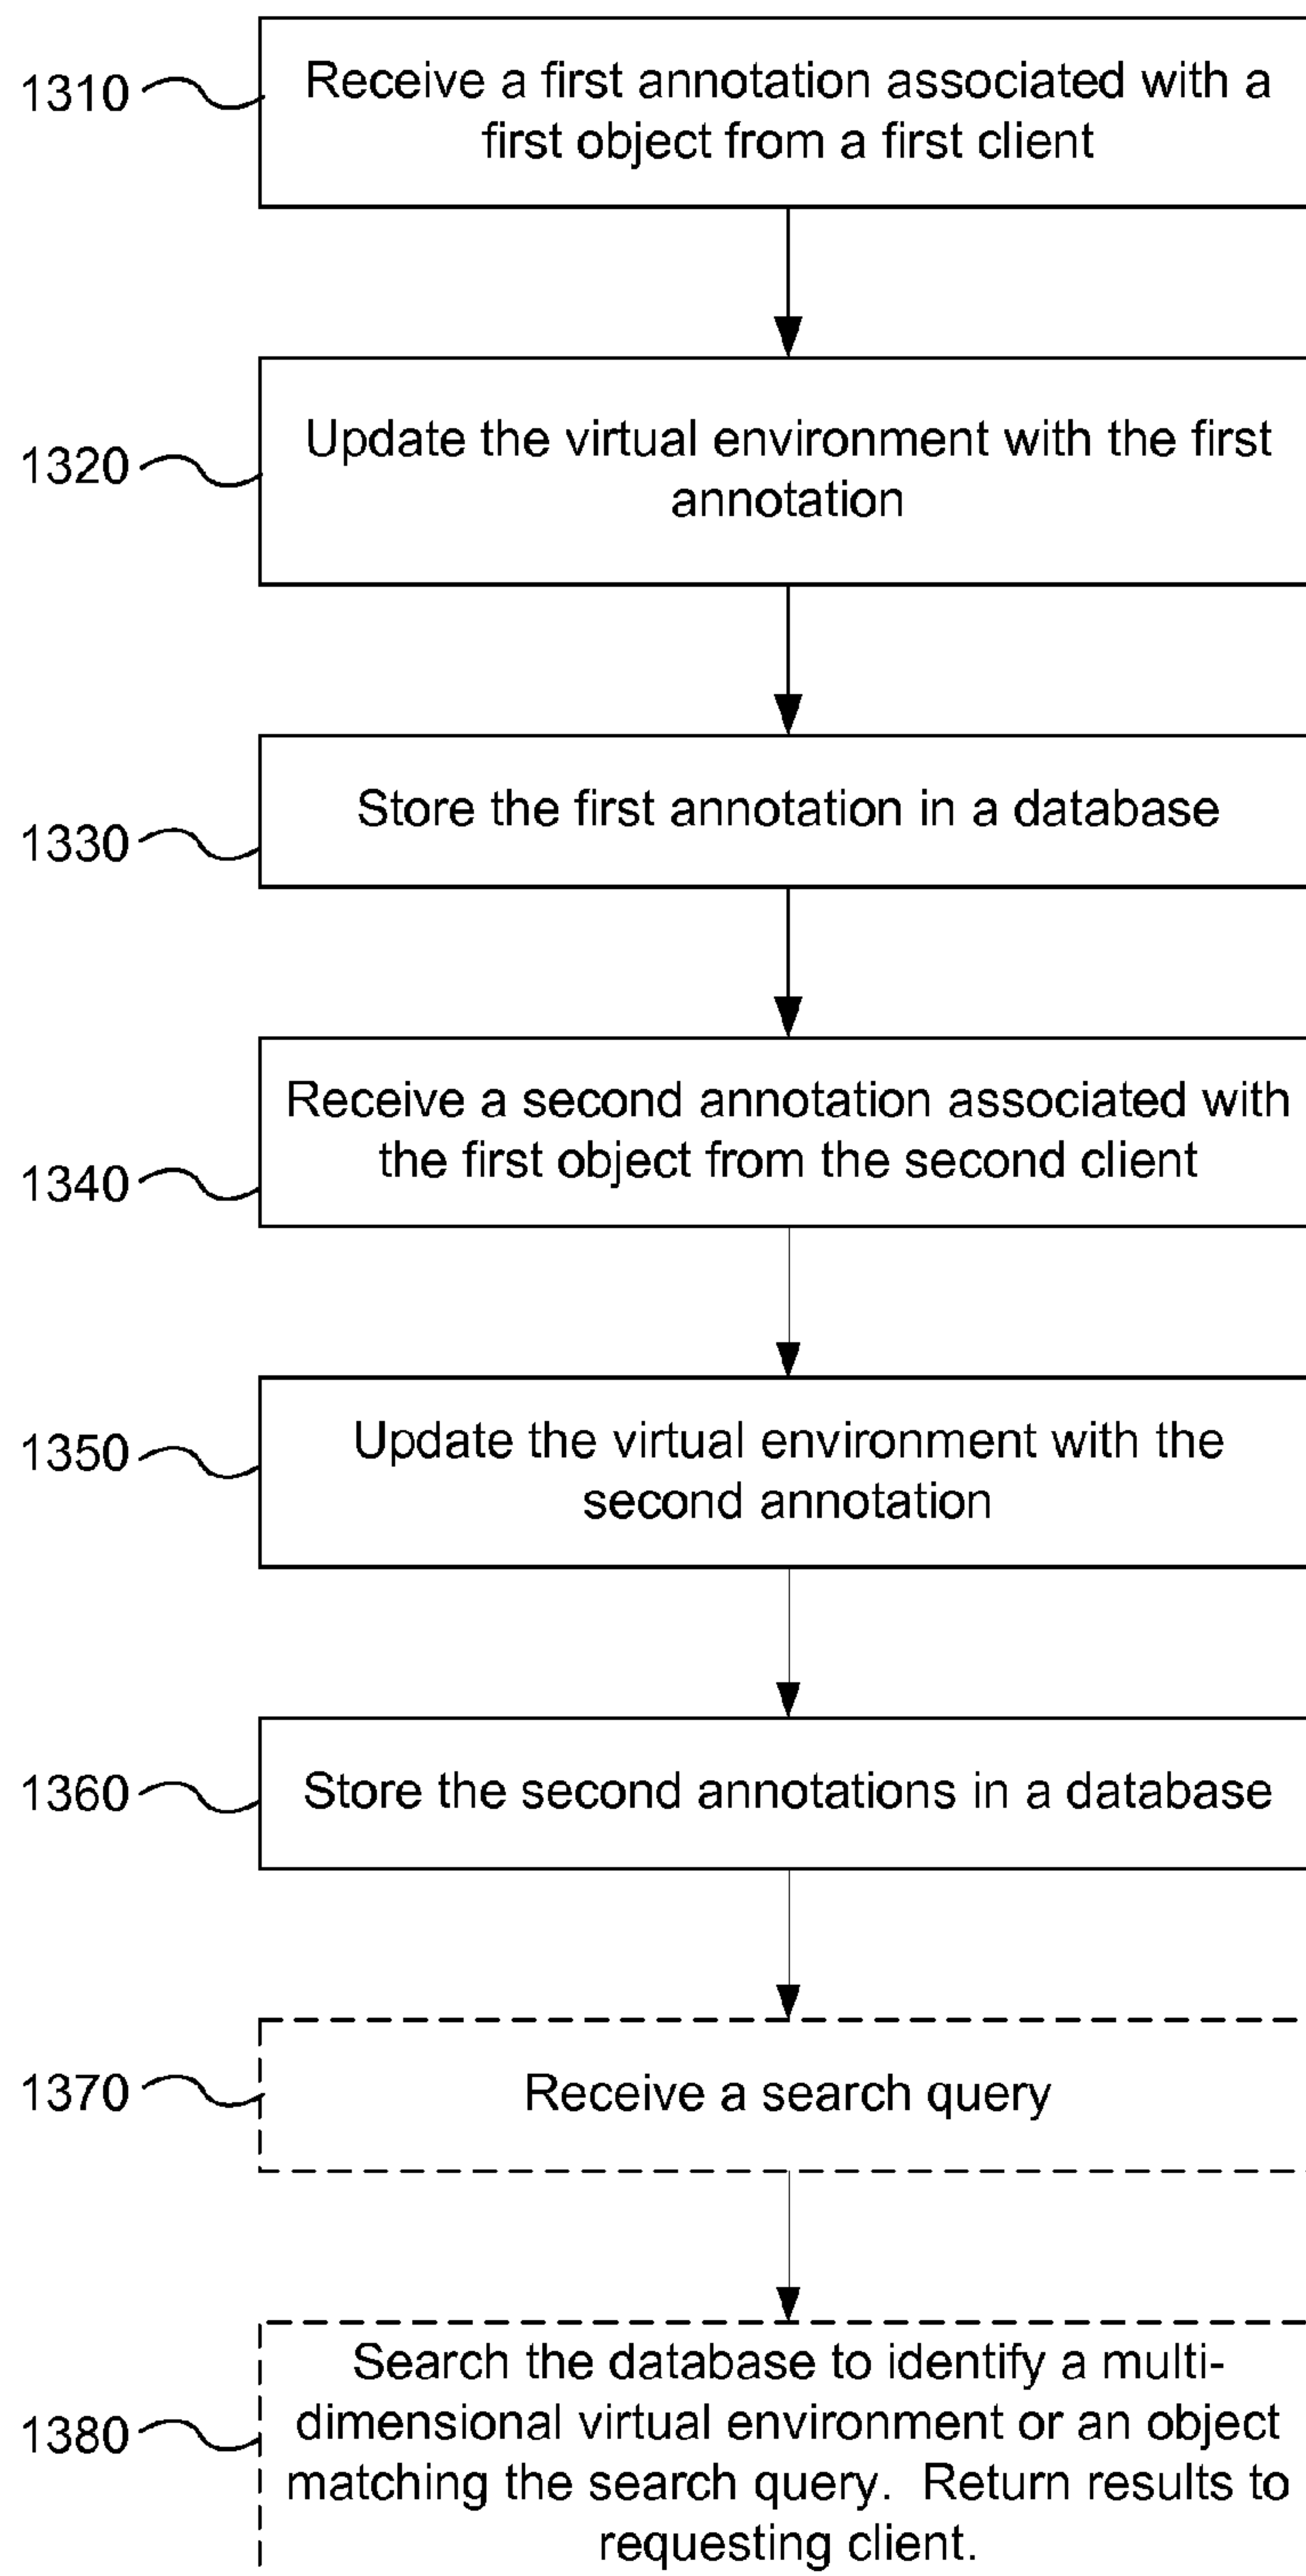 1310
Receive a first annotation associated with a
first object from a first client
1320
Update the virtual environment with the first
annotation
1330
Store the first annotation in a database
1340
Receive a second annotation associated with
the first object from the second client
1350
Update the virtual environment with the
second annotation
1360
Store the second annotations in a database
1370
Receive a search query
1380
Search the database to identify a multi-
dimensional virtual environment or an object
matching the search query.  Return results to
requesting client.